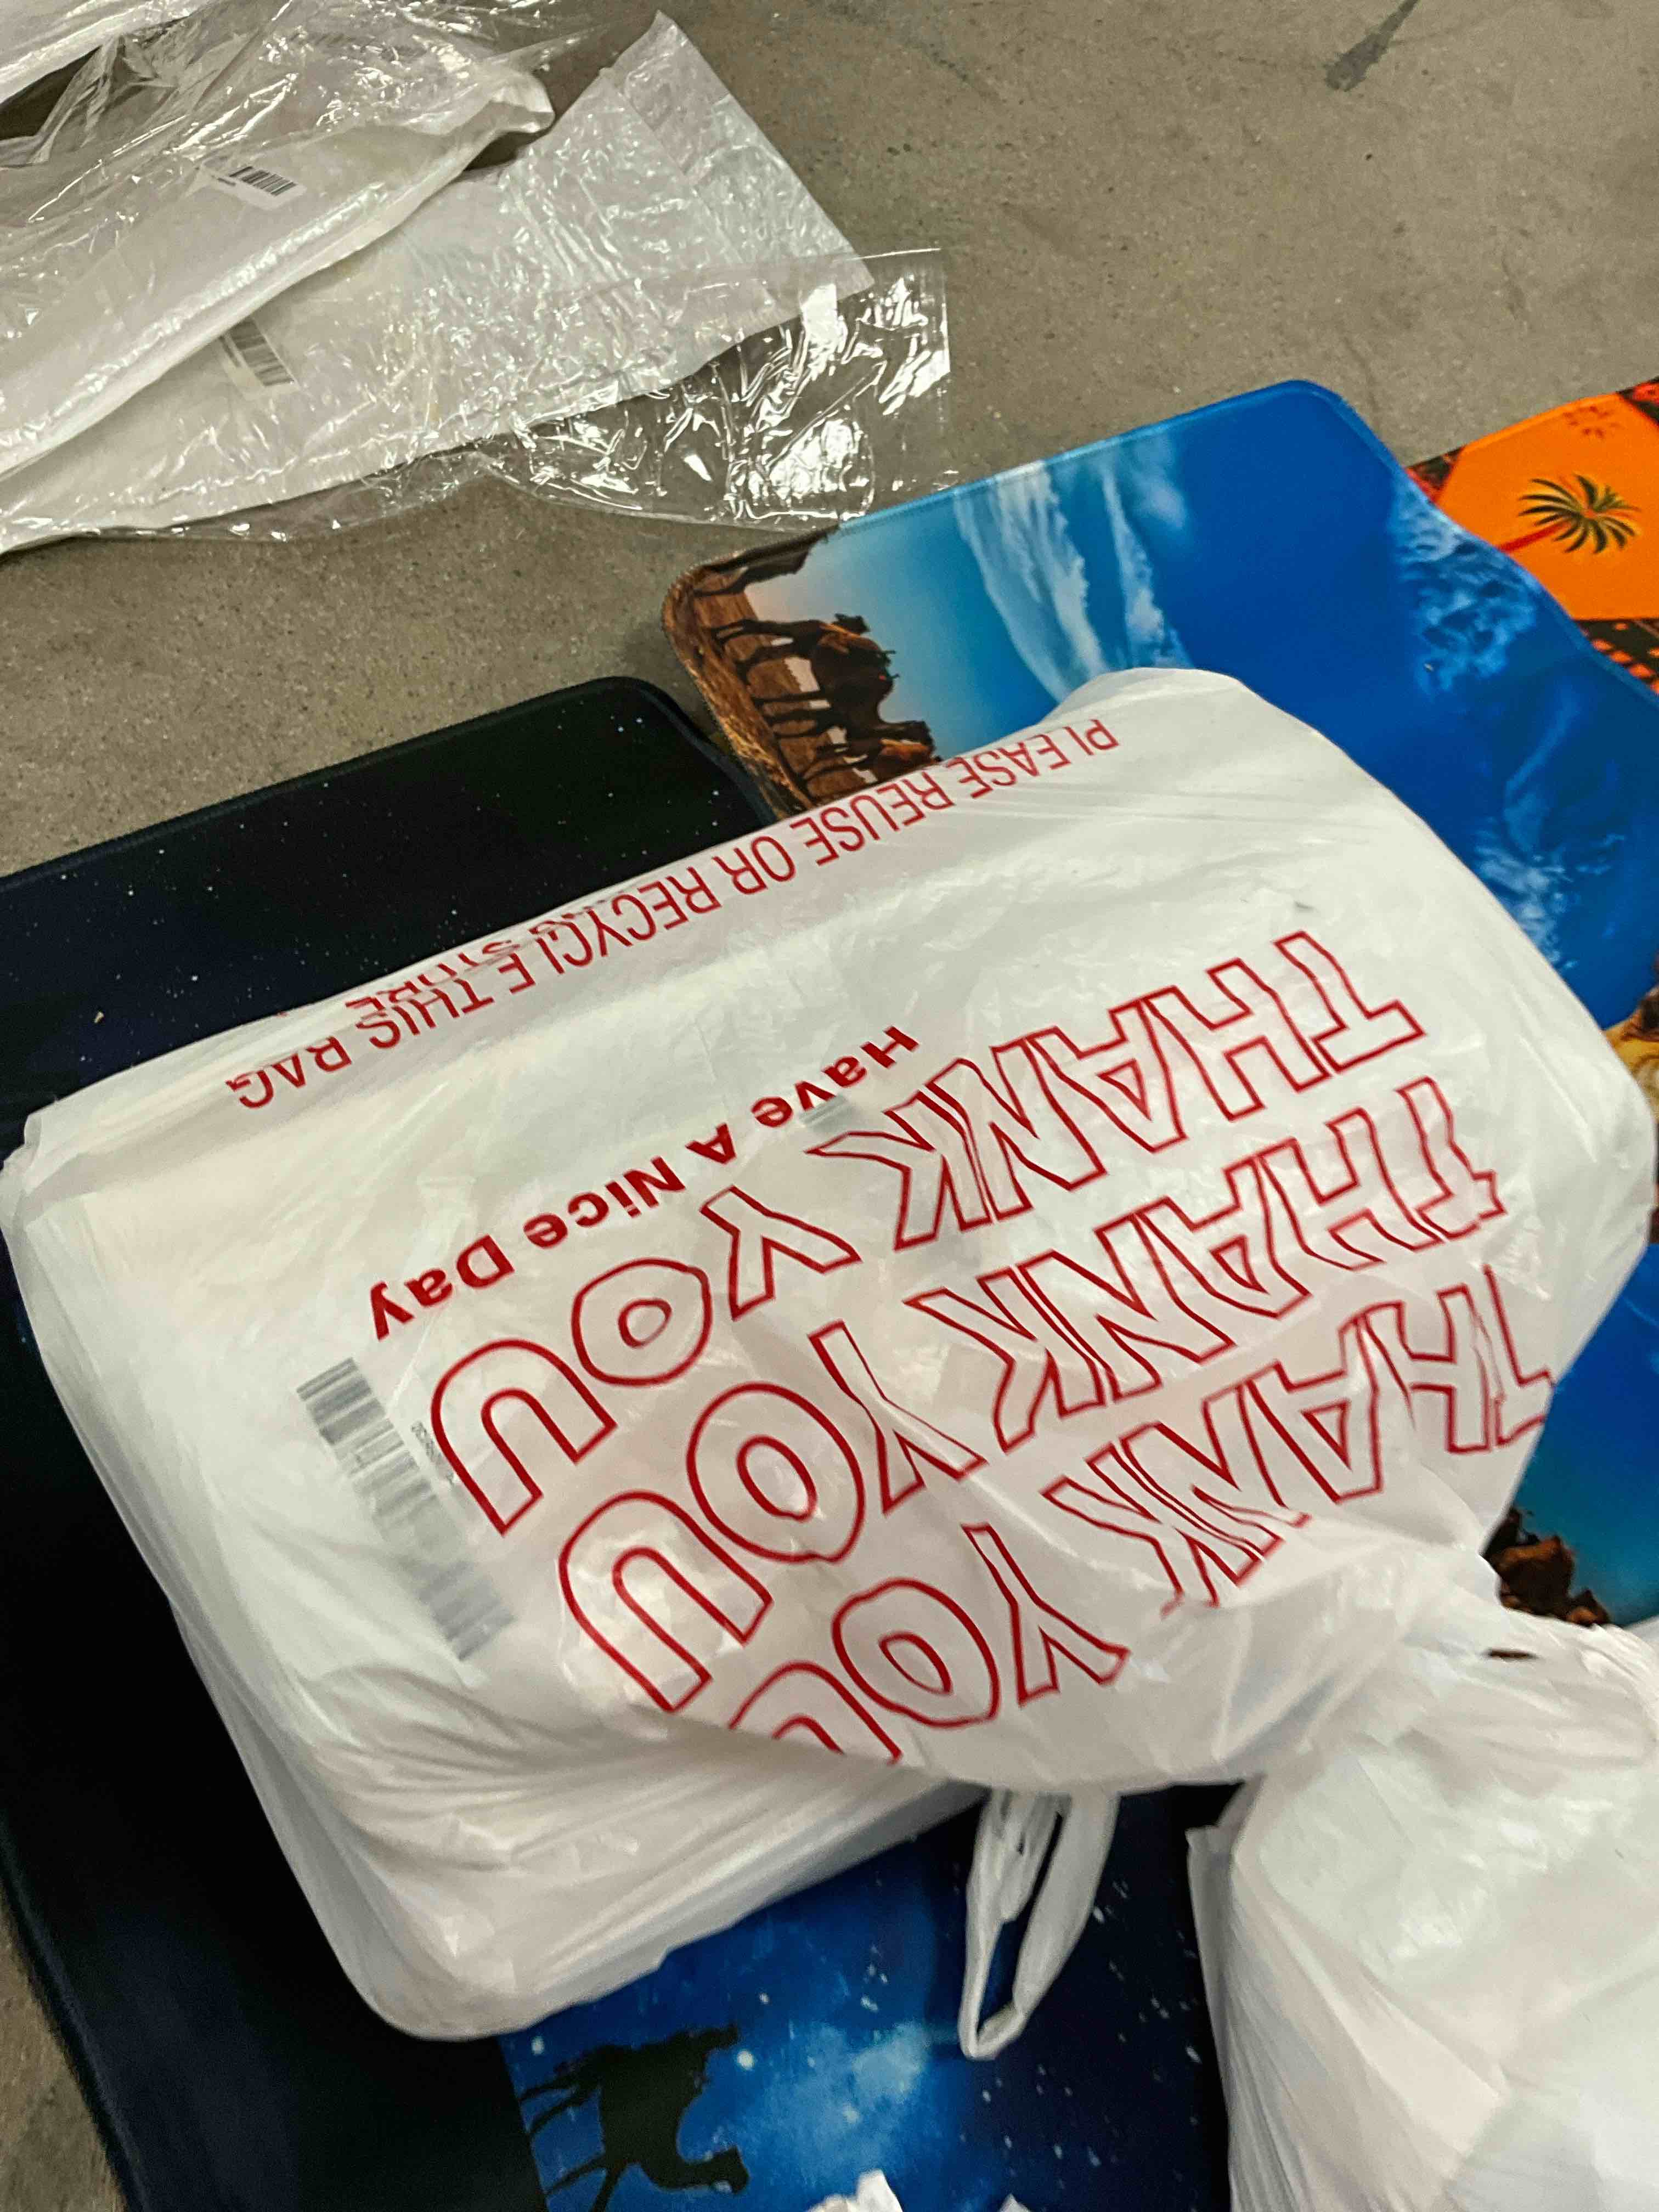 THANK YOU
THANK YOU
THANK YOU
Have A Nice Day
PLEASE REUSE OR RECYCLE THIS BAG